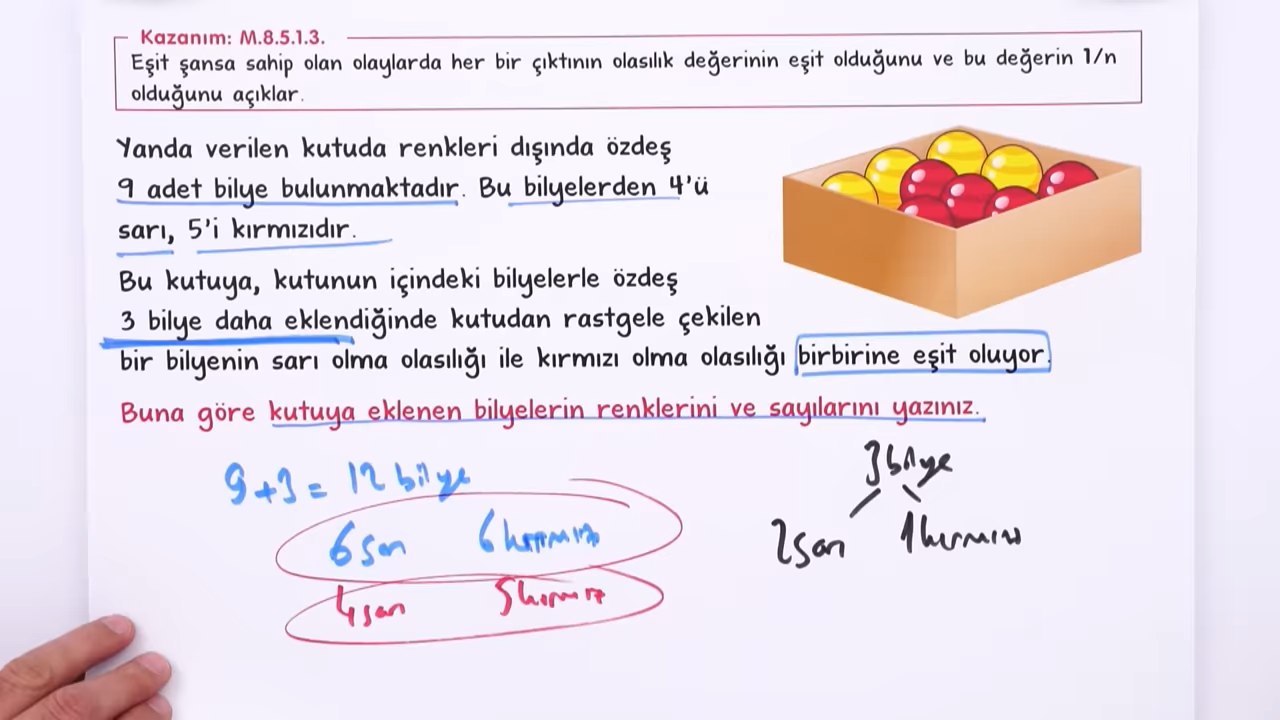 Kazanım: M.8.5.1.3.
Eşit şansa sahip olan olaylarda her bir çıktının olasılık değerinin eşit olduğunu ve bu değerin 1/n
olduğunu açıklar.
Yanda verilen kutuda renkleri dışında özdeş
9 adet bilye bulunmaktadır. Bu bilyelerden 4'ü
sarı, 5'i kırmızıdır.
Bu kutuya, kutunun içindeki bilyelerle özdeş
3 bilye daha eklendiğinde kutudan rastgele çekilen
bir bilyenin sarı olma olasılığı ile kırmızı olma olasılığı birbirine eşit oluyor.
Buna göre kutuya eklenen bilyelerin renklerini ve sayılarını yazınız.
9+3 = 12 bilye
6 sarı 6 kırmızı
4 sarı 5 kırmızı
3 bilye
2 sarı 1 kırmızı